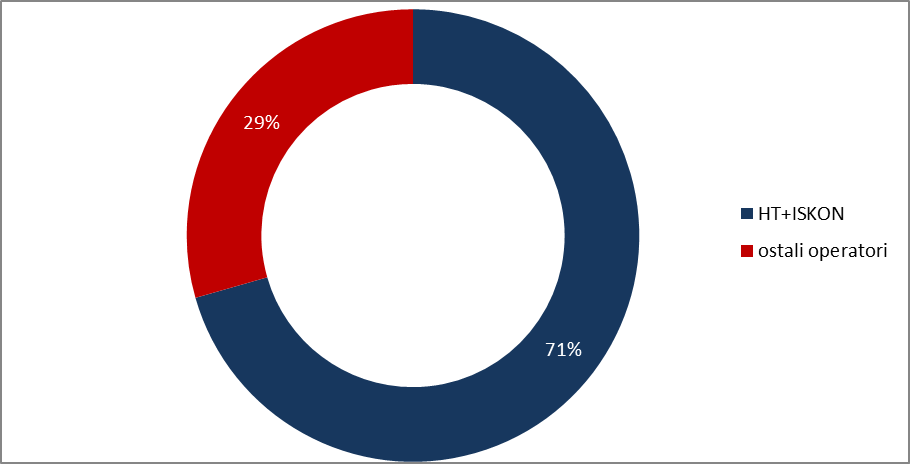 29%
HT+ISKON
ostali operatori
71%